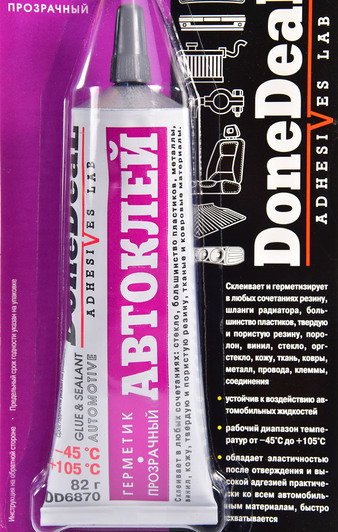 ПРОЗРАЧНЫЙ
DoneDeaL
ADHESIVES LAB
АВТОКЛЕЙ
ГЕРМЕТИК
ПРОЗРАЧНЫЙ
Склеивает в любых сочетаниях: стекло, большинство пластиков, металлы,
винил, кожу, твердую и пористую резину, тканые и ковровые материалы.
GLUE & SEALANT
AUTOMOTIVE
–45 °C
+105 °C
82 г
DD6870
DoneDeaL
ADHESIVES LAB
Склеивает и герметизирует
в любых сочетаниях резину,
шланги радиатора, боль-
шинство пластиков, твердую
и пористую резину, поро-
лон, винил, стекло, орг-
стекло, кожу, ткань, ковры,
металл, провода, клеммы,
соединения
• устойчив к воздействию ав-
томобильных жидкостей
• рабочий диапазон темпе-
ратур от –45°С до +105°С
• обладает эластичностью
после отверждения и вы-
сокой адгезией практиче-
ски ко всем автомобиль-
ным материалам, быстро
схватывается
Инструкция на обратной стороне • Предельный срок годности указан на упаковке